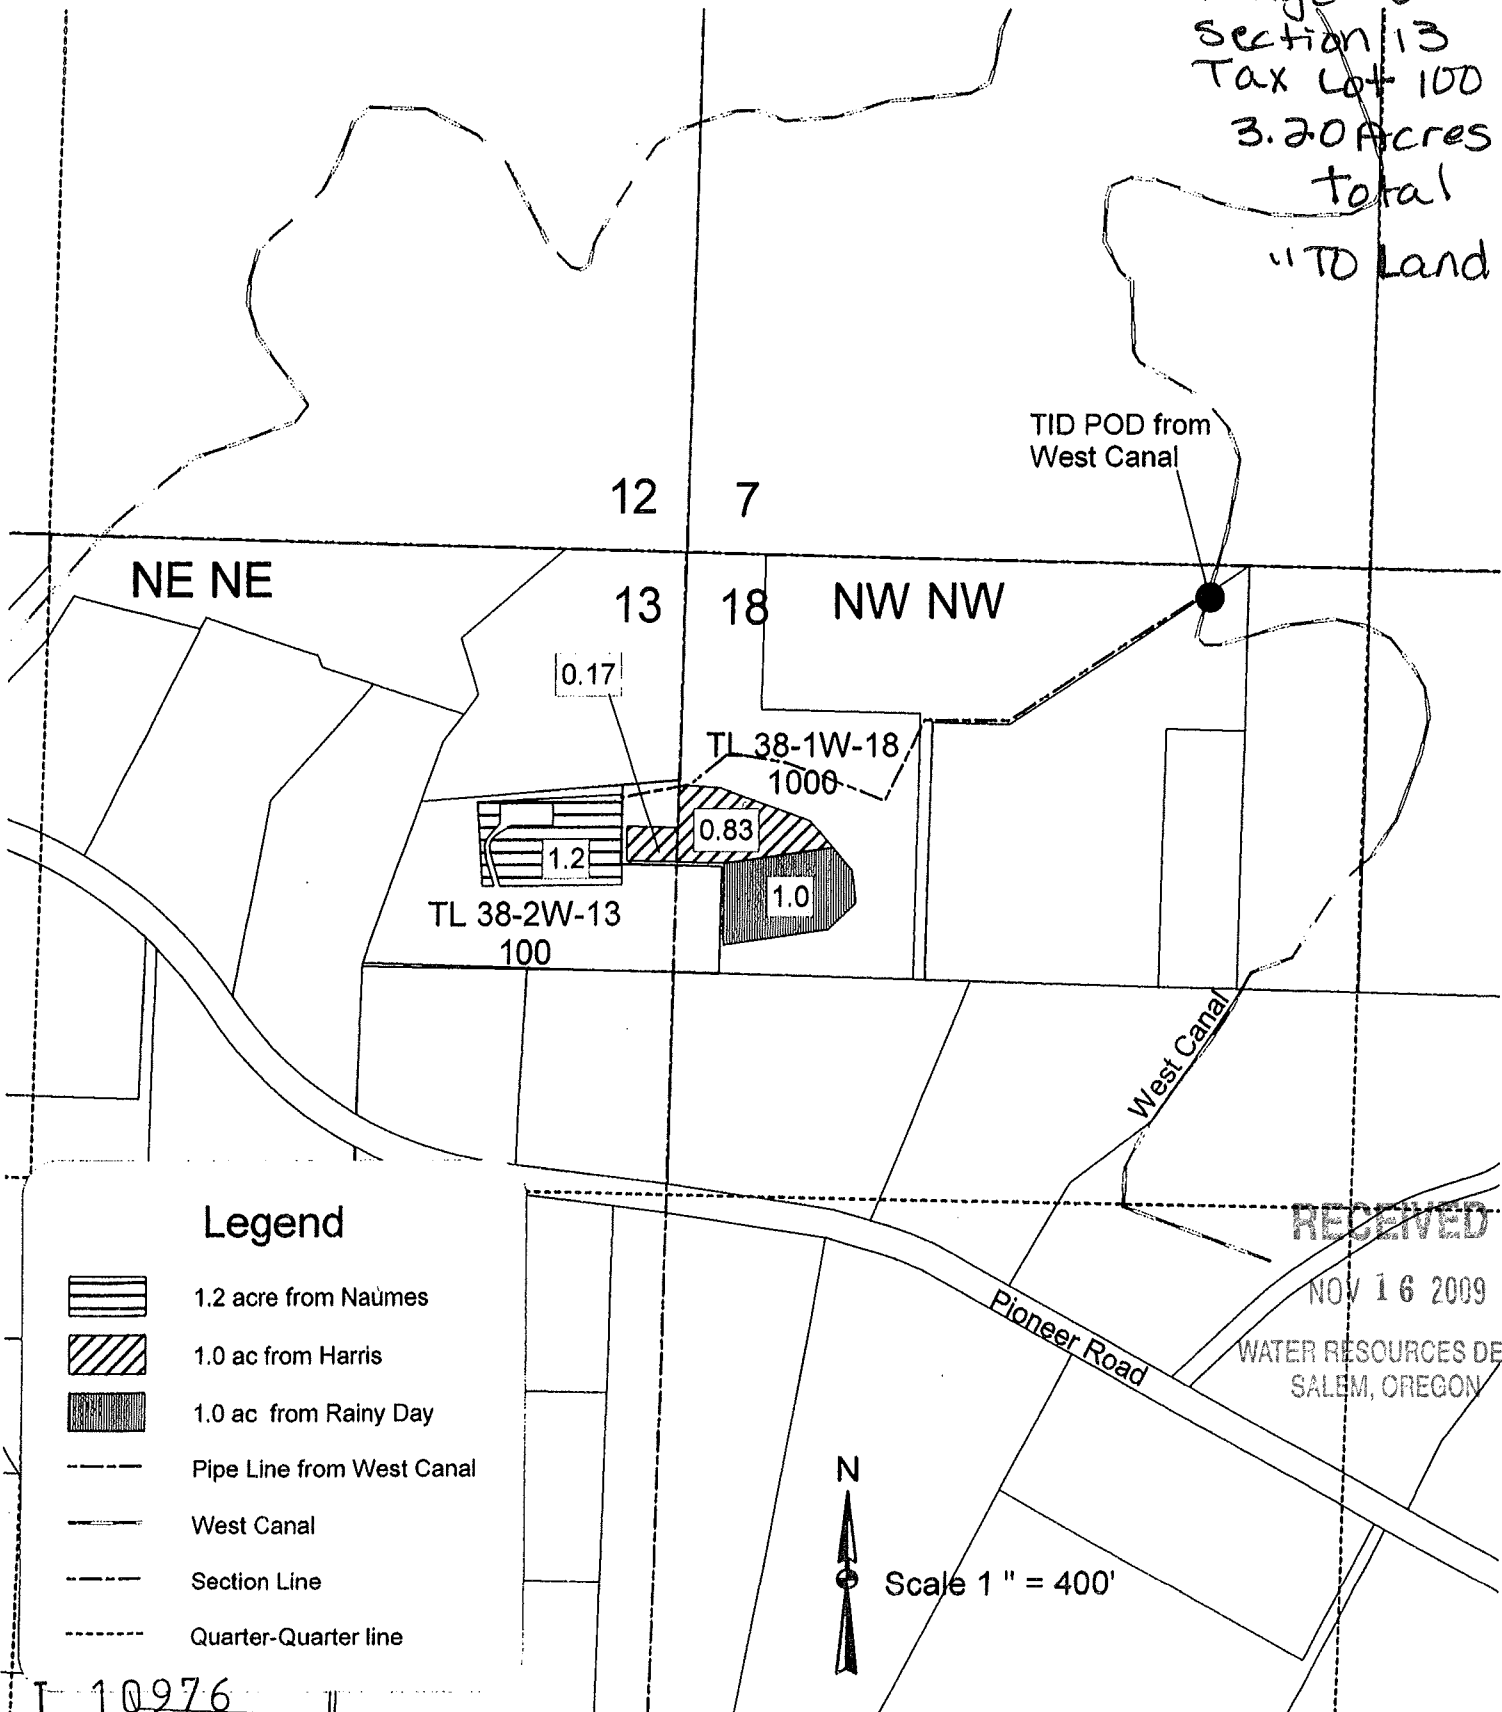 Section 13
Tax Lot 100
3.20 Acres
total
"TO Land
TID POD from
West Canal
12 7
NE NE
13 18 NW NW
0.17
TL 38-1W-18
1000
0.83
1.2
1.0
TL 38-2W-13
100
West Canal
Pioneer Road
RECEIVED
NOV 16 2009
WATER RESOURCES DE
SALEM, OREGON
Legend
1.2 acre from Naumes
1.0 ac from Harris
1.0 ac from Rainy Day
Pipe Line from West Canal
West Canal
Section Line
Quarter-Quarter line
N
Scale 1 " = 400'
T 10976